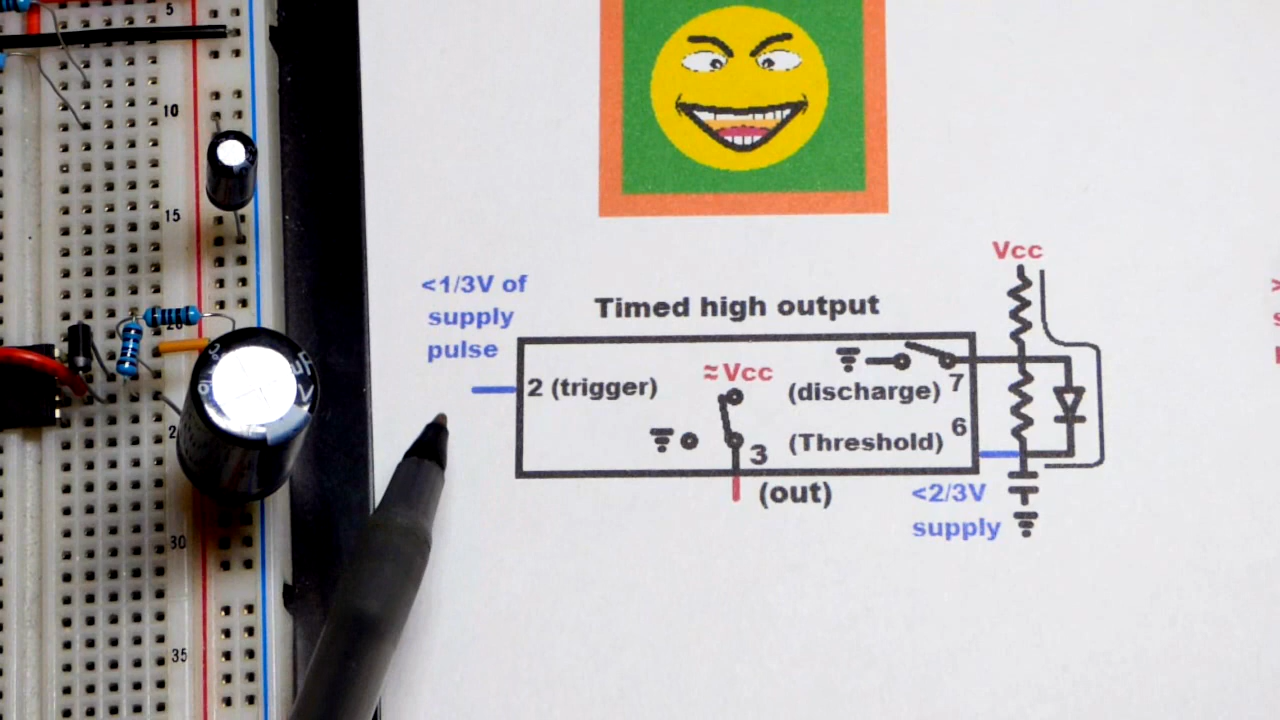 5
10
15
30
35
Vcc
<1/3V of
supply
pulse
Timed high output
2 (trigger)
≈Vcc
(discharge) 7
(Threshold) 6
3
(out)
<2/3V
supply